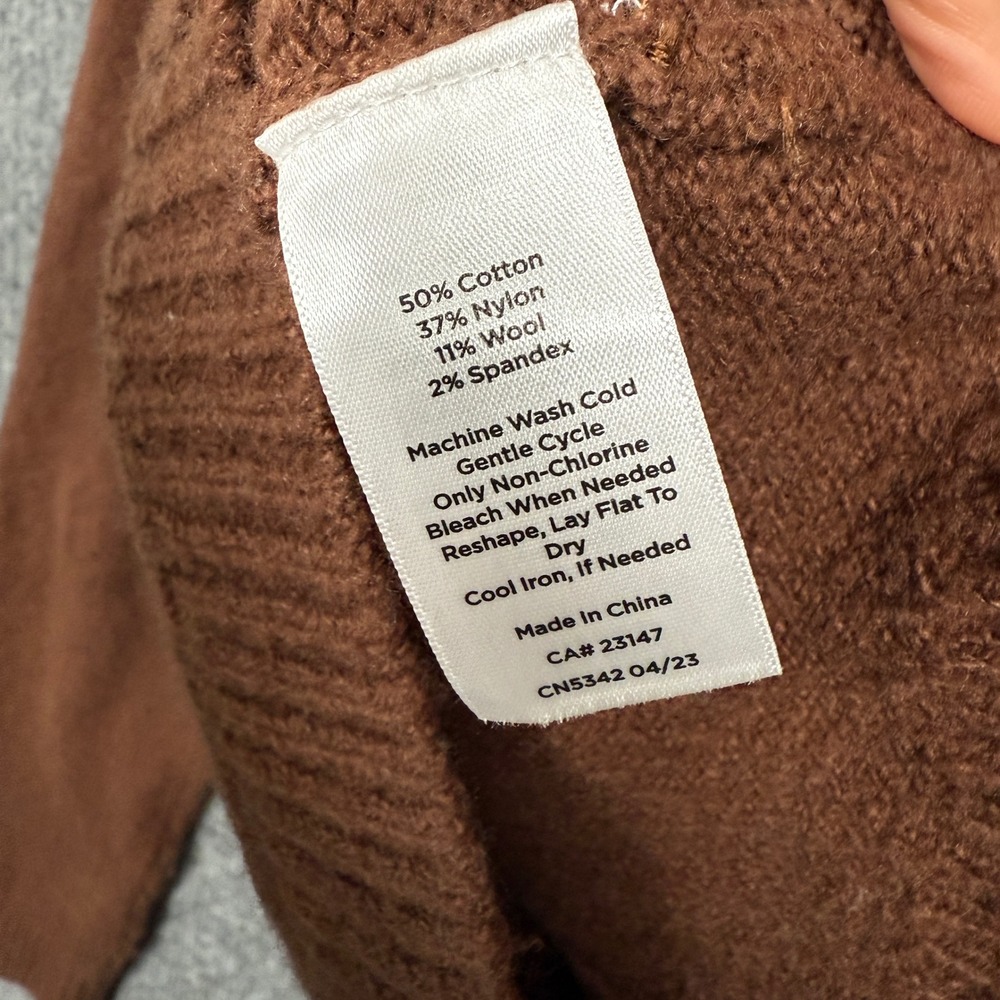 50% Cotton
37% Nylon
11% Wool
2% Spandex
Machine Wash Cold
Gentle Cycle
Only Non-Chlorine
Bleach When Needed
Reshape, Lay Flat To
Dry
Cool Iron, If Needed
Made in China
CA# 23147
CN5342 04/23